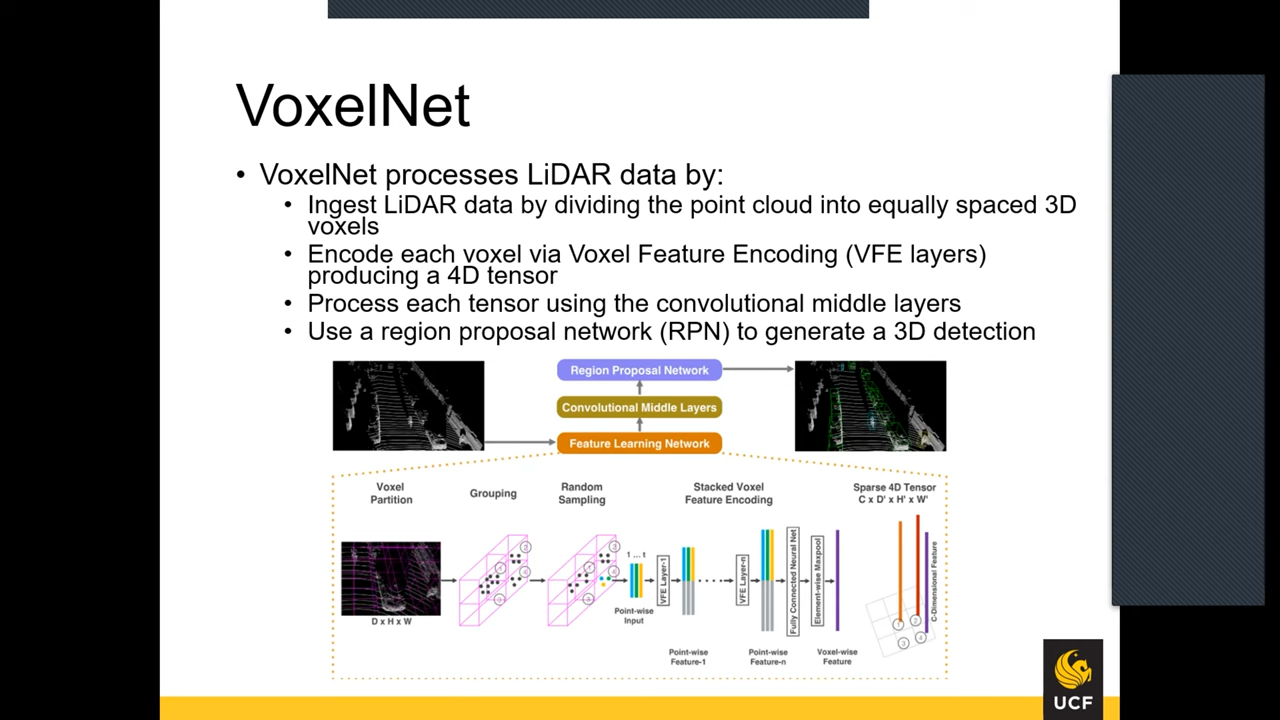 VoxelNet
• VoxelNet processes LiDAR data by:
• Ingest LiDAR data by dividing the point cloud into equally spaced 3D
voxels
• Encode each voxel via Voxel Feature Encoding (VFE layers)
producing a 4D tensor
• Process each tensor using the convolutional middle layers
• Use a region proposal network (RPN) to generate a 3D detection
Region Proposal Network
Convolutional Middle Layers
Feature Learning Network
Voxel
Partition
Grouping
Random
Sampling
Stacked Voxel
Feature Encoding
Sparse 4D Tensor
C x D' x H' x W'
D x H x W
1 ... t
Point-wise
Input
VFE Layer-1
Point-wise
Feature-1
VFE Layer-n
Point-wise
Feature-n
Fully Connected Neural Net
Element-wise Maxpool
Voxel-wise
Feature
1
2
3
4
C-Dimensional Feature
UCF